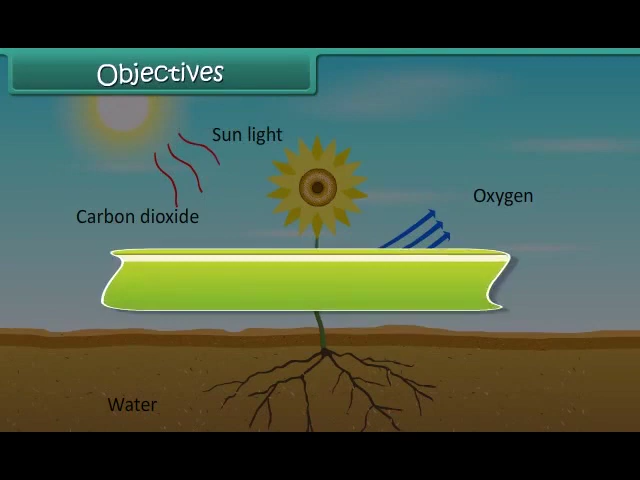 Objectives
Sun light
Oxygen
Carbon dioxide
Water